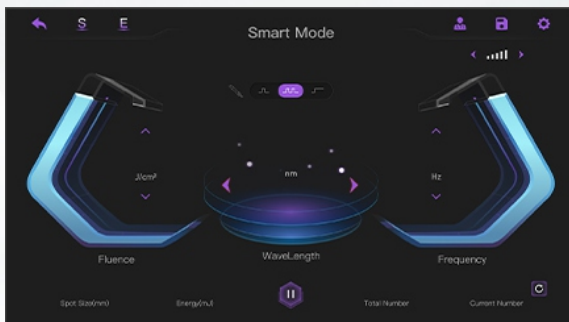 S E
Smart Mode
J/cm²
nm
Hz
Fluence
WaveLength
Frequency
Spot Size(mm)
Energy(mJ)
Total Number
Current Number